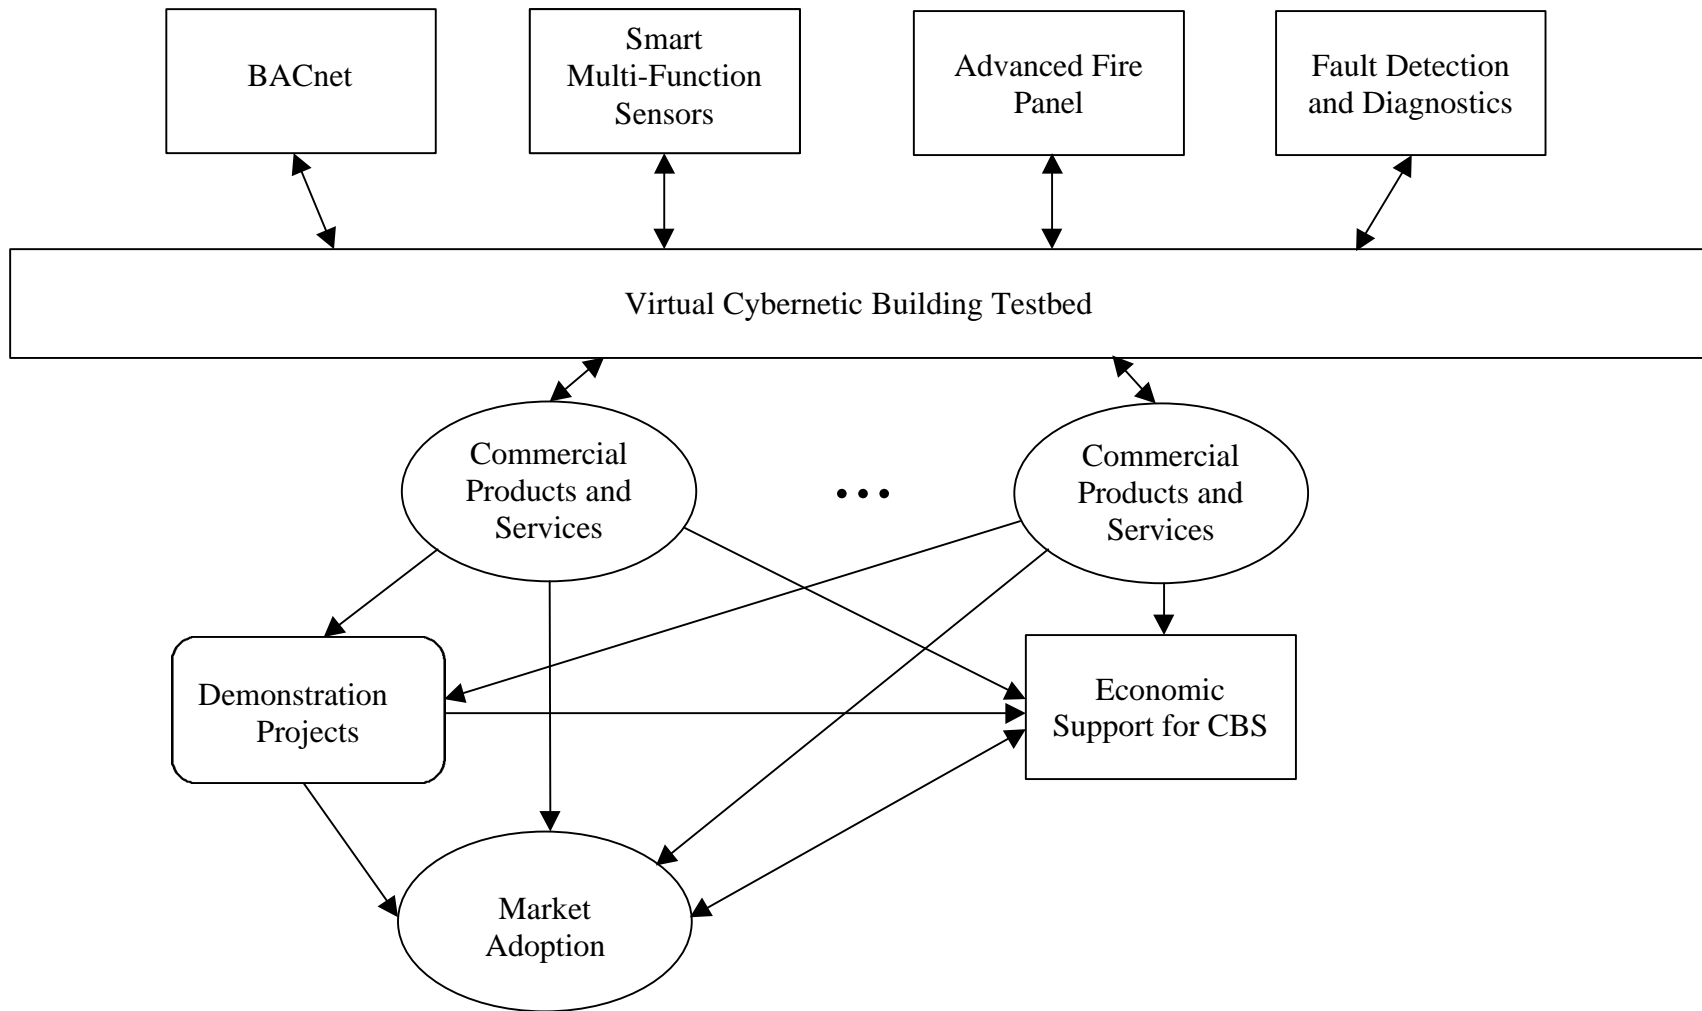 BACnet
Smart
Multi-Function
Sensors
Advanced Fire
Panel
Fault Detection
and Diagnostics
Virtual Cybernetic Building Testbed
Commercial
Products and
Services
...
Commercial
Products and
Services
Demonstration
Projects
Economic
Support for CBS
Market
Adoption